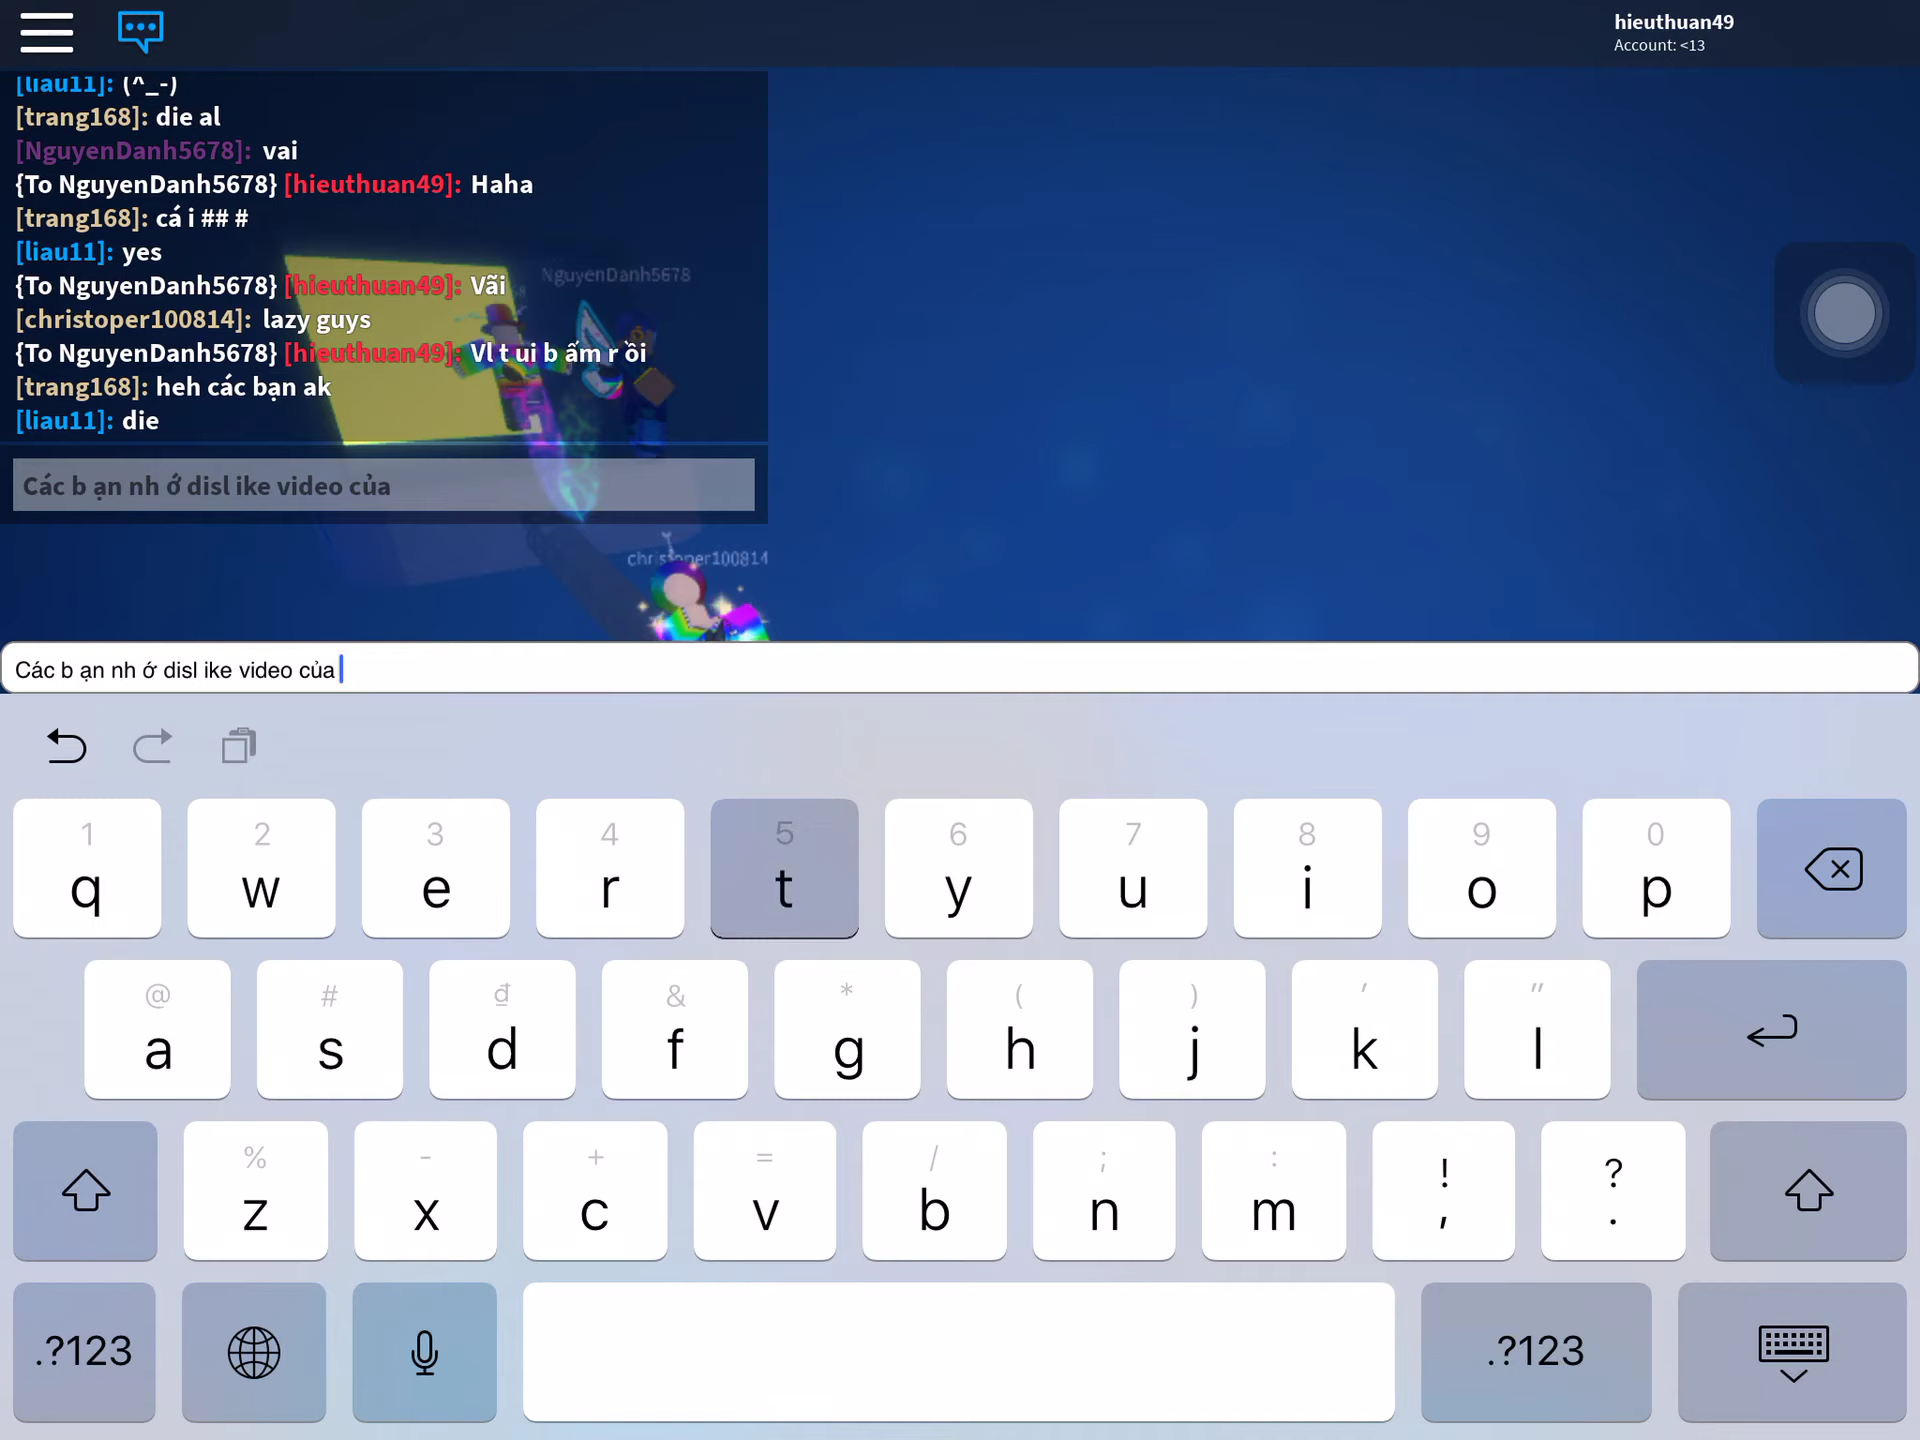 hieuthuan49
Account: <13
[liau11]: (^_-)
[trang168]: die al
[NguyenDanh5678]: vai
{To NguyenDanh5678} [hieuthuan49]: Haha
[trang168]: cá i ## #
[liau11]: yes
NguyenDanh5678
{To NguyenDanh5678} [hieuthuan49]: Vãi
[christoper100814]: lazy guys
{To NguyenDanh5678} [hieuthuan49]: Vl t ui b ấm r ồi
[trang168]: heh các bạn ak
[liau11]: die
Các b ạn nh ớ disl ike video của
christoper100814
Các b ạn nh ớ disl ike video của
1 2 3 4 5 6 7 8 9 0
q w e r t y u i o p
@ # đ & * ( ) ' "
a s d f g h j k l
% - + = / ; : ! ?
z x c v b n m , .
.?123 .?123